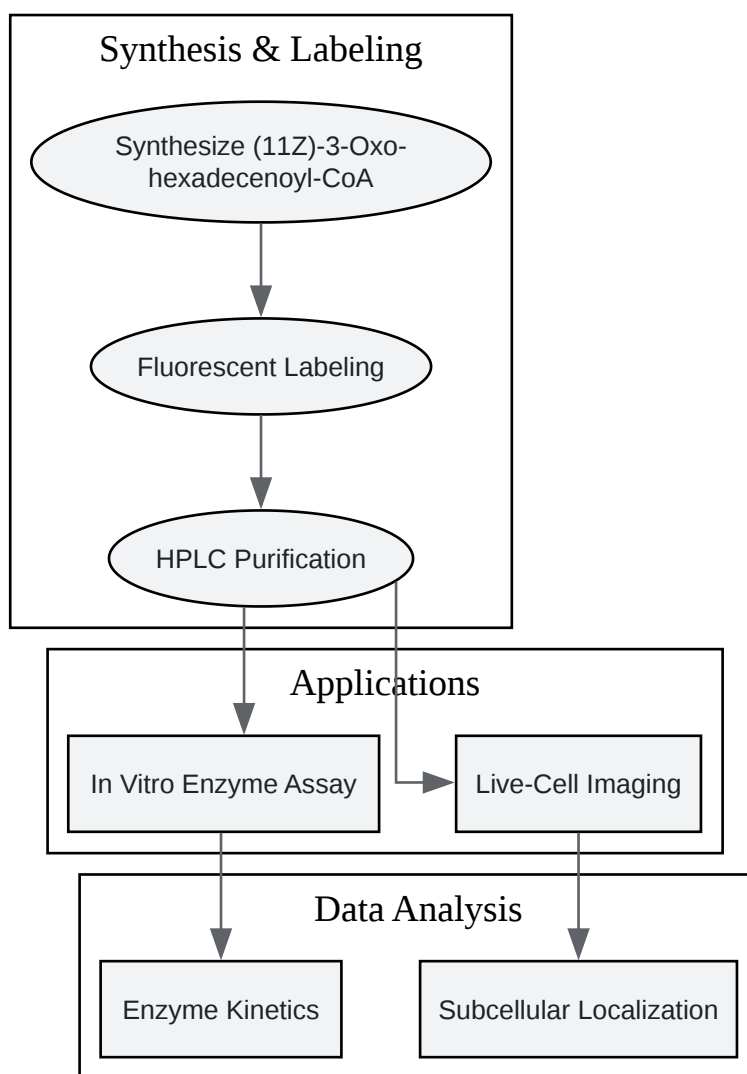 Synthesis & Labeling
Synthesize (11Z)-3-Oxo-
hexadecenoyl-CoA
Fluorescent Labeling
HPLC Purification
Applications
In Vitro Enzyme Assay
Live-Cell Imaging
Data Analysis
Enzyme Kinetics
Subcellular Localization